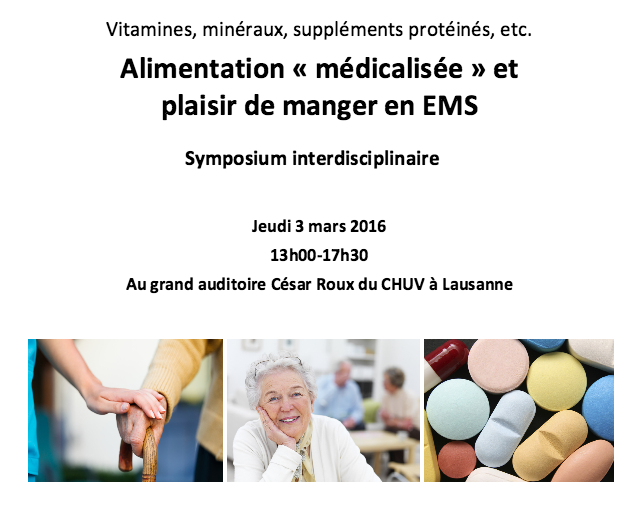 Vitamines, minéraux, suppléments protéinés, etc.
Alimentation « médicalisée » et
plaisir de manger en EMS
Symposium interdisciplinaire
Jeudi 3 mars 2016
13h00-17h30
Au grand auditoire César Roux du CHUV à Lausanne